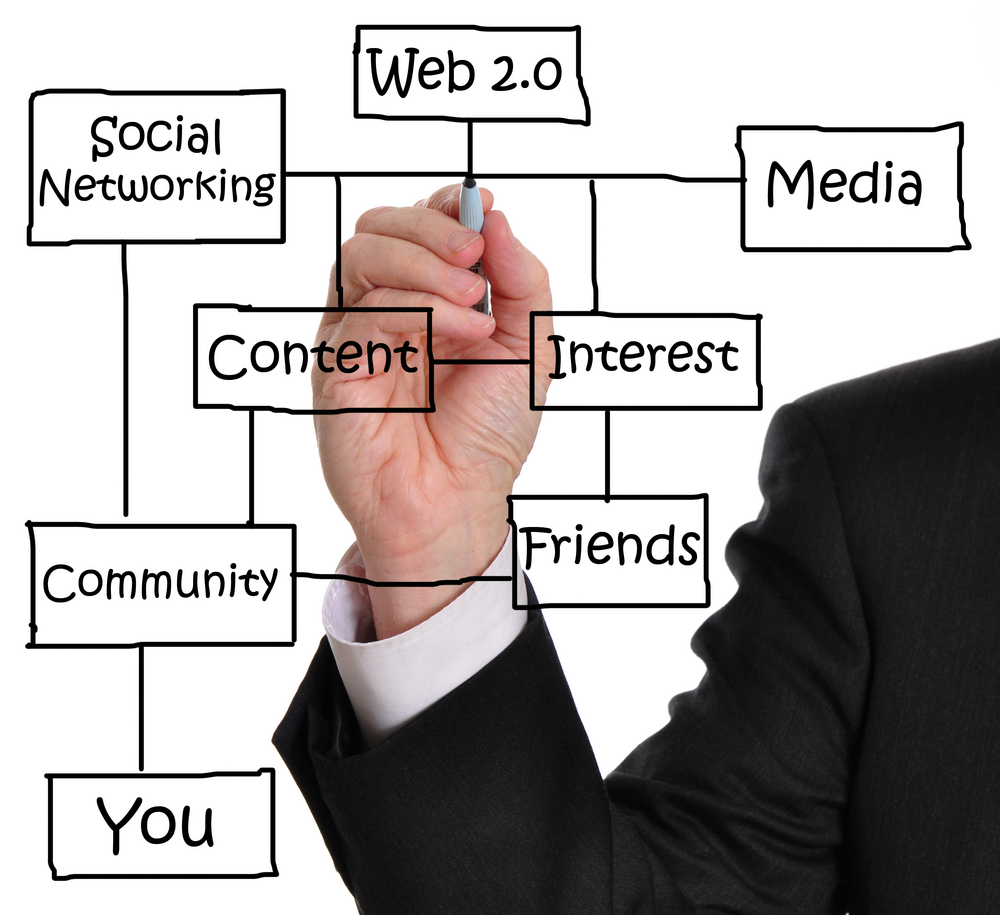 Web 2.0
Social
Networking
Media
Content
Interest
Friends
Community
You